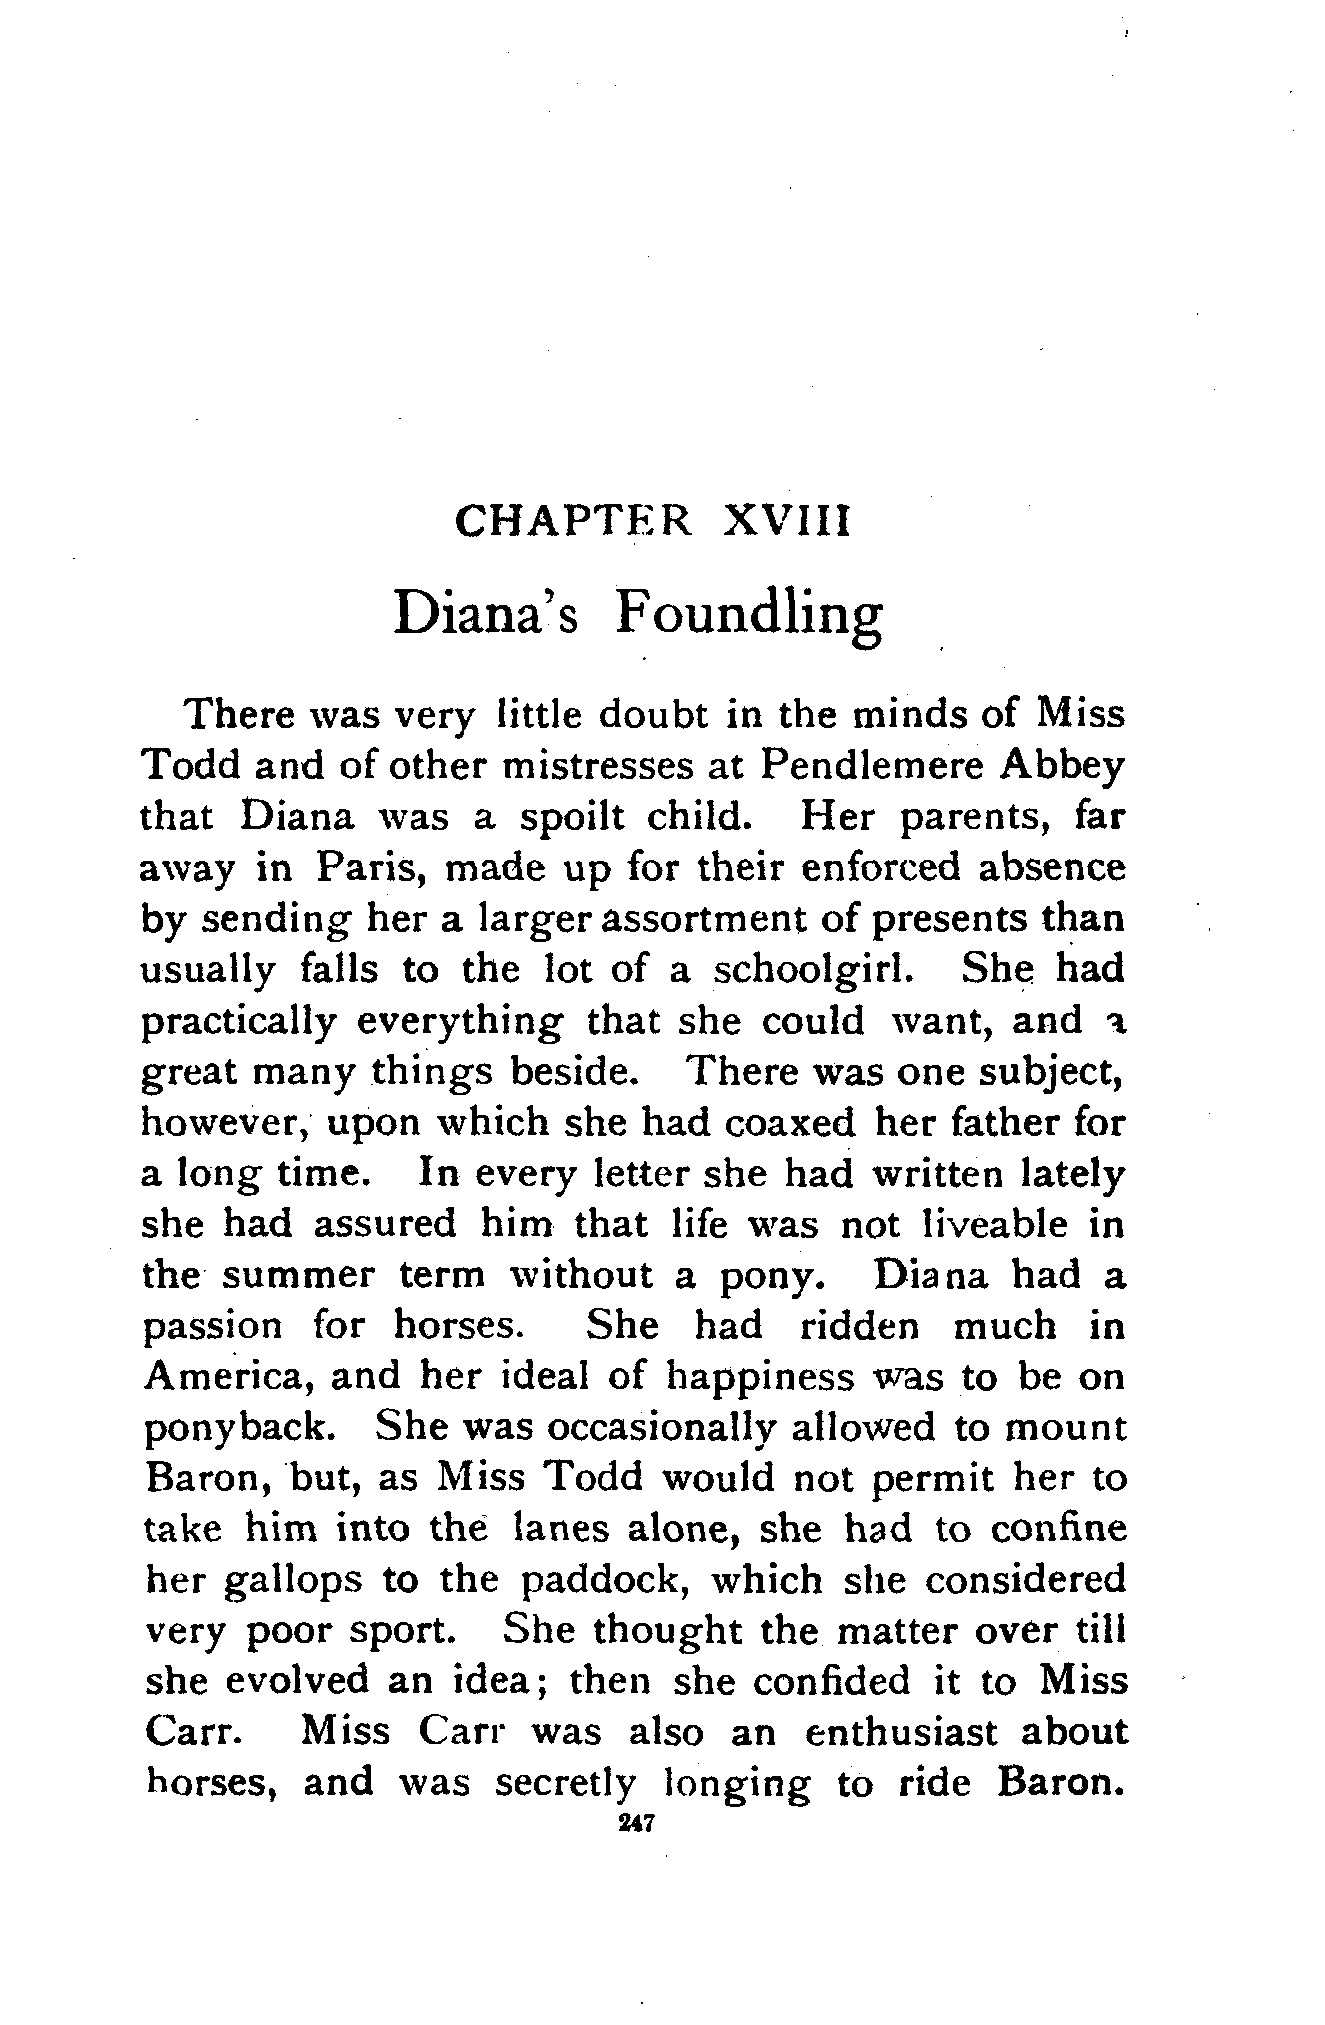 CHAPTER XVIII
Diana's Foundling
There was very little doubt in the minds of Miss
Todd and of other mistresses at Pendlemere Abbey
that Diana was a spoilt child. Her parents, far
away in Paris, made up for their enforced absence
by sending her a larger assortment of presents than
usually falls to the lot of a schoolgirl. She had
practically everything that she could want, and a
great many things beside. There was one subject,
however, upon which she had coaxed her father for
a long time. In every letter she had written lately
she had assured him that life was not liveable in
the summer term without a pony. Diana had a
passion for horses. She had ridden much in
America, and her ideal of happiness was to be on
ponyback. She was occasionally allowed to mount
Baron, but, as Miss Todd would not permit her to
take him into the lanes alone, she had to confine
her gallops to the paddock, which she considered
very poor sport. She thought the matter over till
she evolved an idea; then she confided it to Miss
Carr. Miss Carr was also an enthusiast about
horses, and was secretly longing to ride Baron.
247